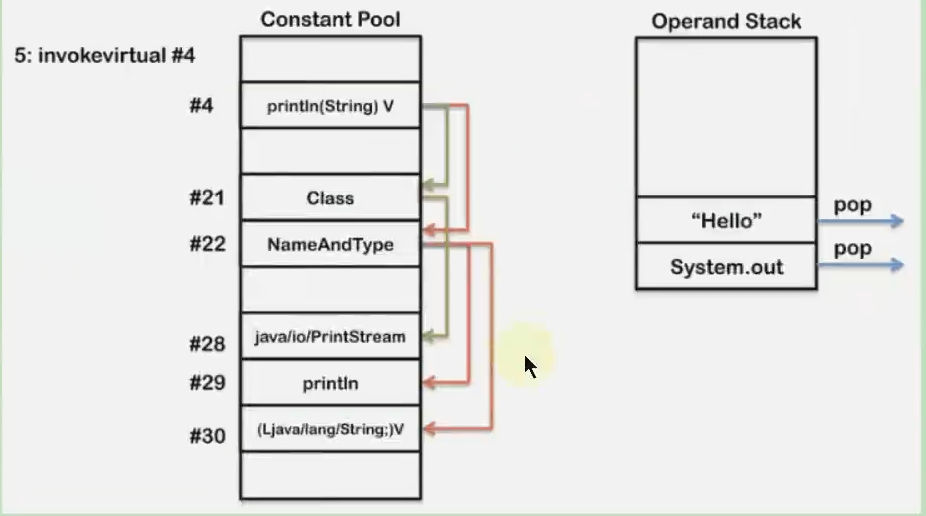 Constant Pool
Operand Stack
5: invokevirtual #4
#4
println(String) V
#21
Class
#22
NameAndType
#28
java/io/PrintStream
#29
println
#30
(Ljava/lang/String;)V
“Hello”
pop
System.out
pop